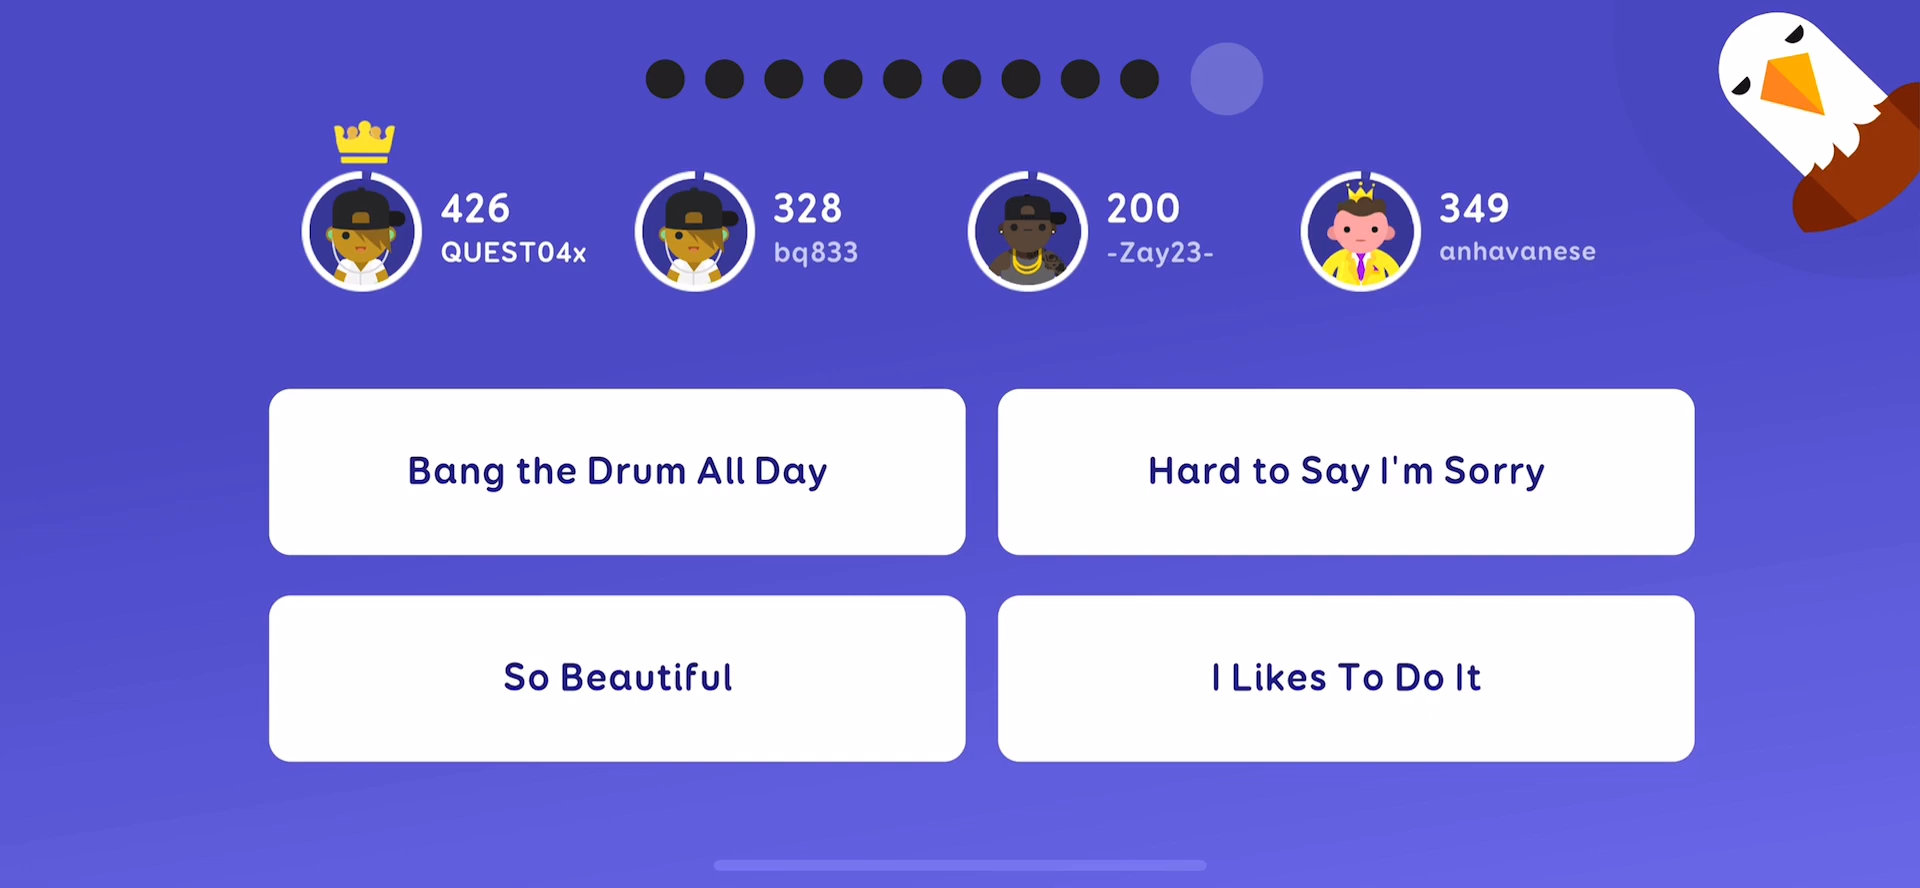 426
QUEST04x
328
bq833
200
-Zay23-
349
anhavanese
Bang the Drum All Day
Hard to Say I'm Sorry
So Beautiful
I Likes To Do It